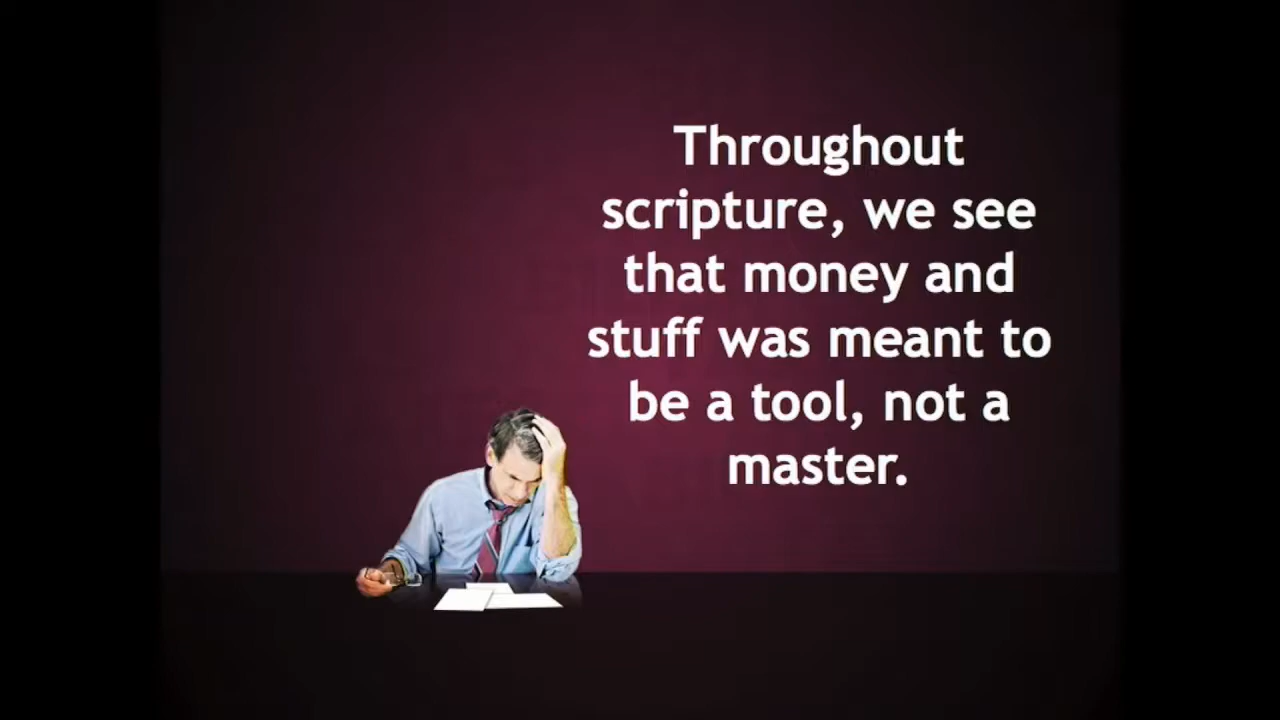 Throughout
scripture, we see
that money and
stuff was meant to
be a tool, not a
master.